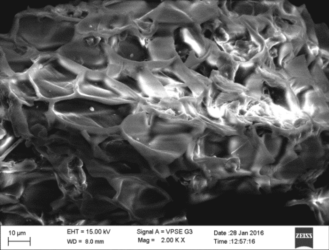 10 µm
EHT = 15.00 kV
WD = 8.0 mm
Signal A = VPSE G3
Mag = 2.00 K X
Date :28 Jan 2016
Time :12:57:16
ZEISS